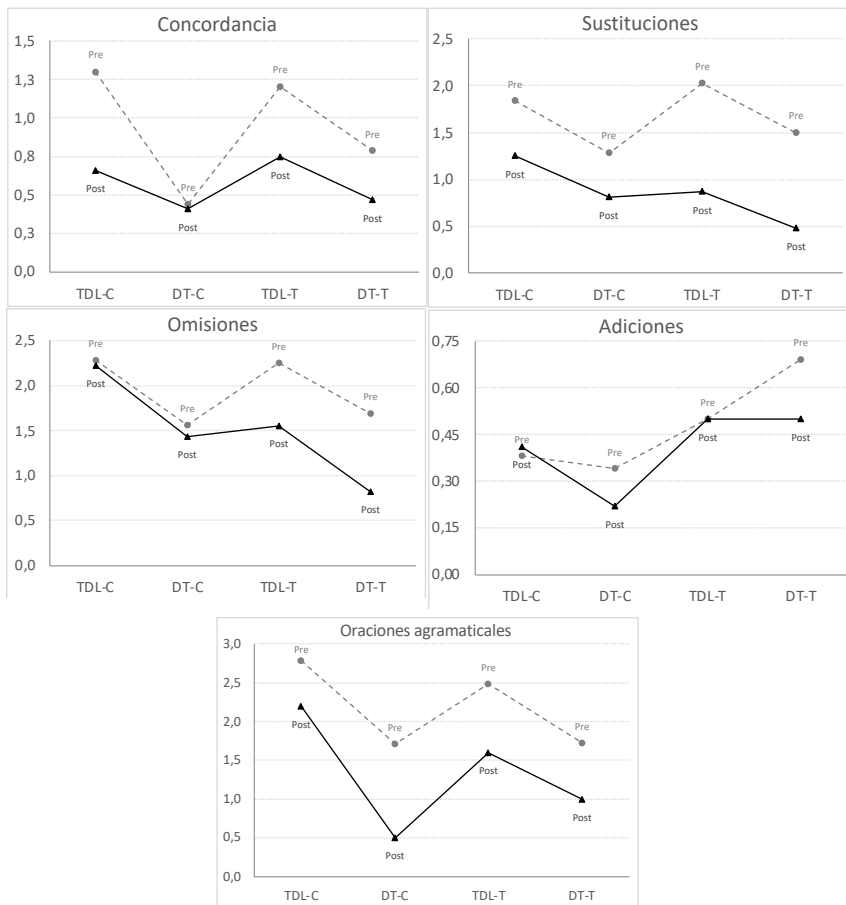 Concordancia
1,5
1,3
1,0
0,8
0,5
0,3
0,0
Pre
Pre
Pre
Pre
Post
Post
Post
Post
TDL-C DT-C TDL-T DT-T
Sustituciones
2,5
2,0
1,5
1,0
0,5
0,0
Pre
Pre
Pre
Pre
Post
Post
Post
Post
TDL-C DT-C TDL-T DT-T
Omisiones
2,5
2,0
1,5
1,0
0,5
0,0
Pre
Pre
Pre
Pre
Post
Post
Post
Post
TDL-C DT-C TDL-T DT-T
Adiciones
0,75
0,60
0,45
0,30
0,15
0,00
Pre
Pre
Pre
Pre
Post
Post
Post
Post
TDL-C DT-C TDL-T DT-T
Oraciones agramaticales
3,0
2,5
2,0
1,5
1,0
0,5
0,0
Pre
Pre
Pre
Pre
Post
Post
Post
Post
TDL-C DT-C TDL-T DT-T